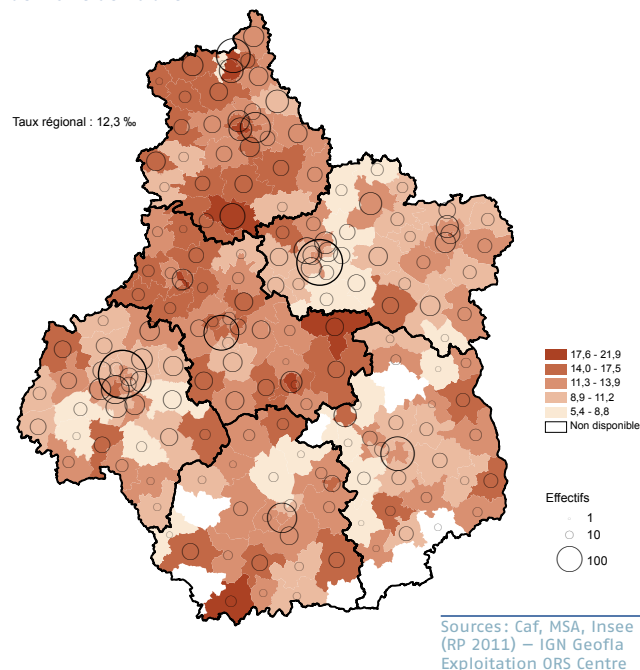 Taux régional : 12,3 ‰
17,6 - 21,9
14,0 - 17,5
11,3 - 13,9
8,9 - 11,2
5,4 - 8,8
Non disponible
Effectifs
1
10
100
Sources: Caf, MSA, Insee
(RP 2011) – IGN Geofla
Exploitation ORS Centre